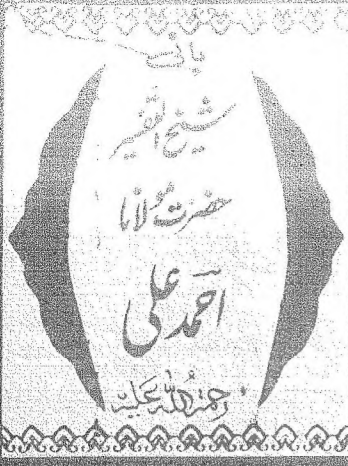 بانی
شیخ التفسیر
حضرت مولانا
احمد علی
رحمۃ اللہ علیہ